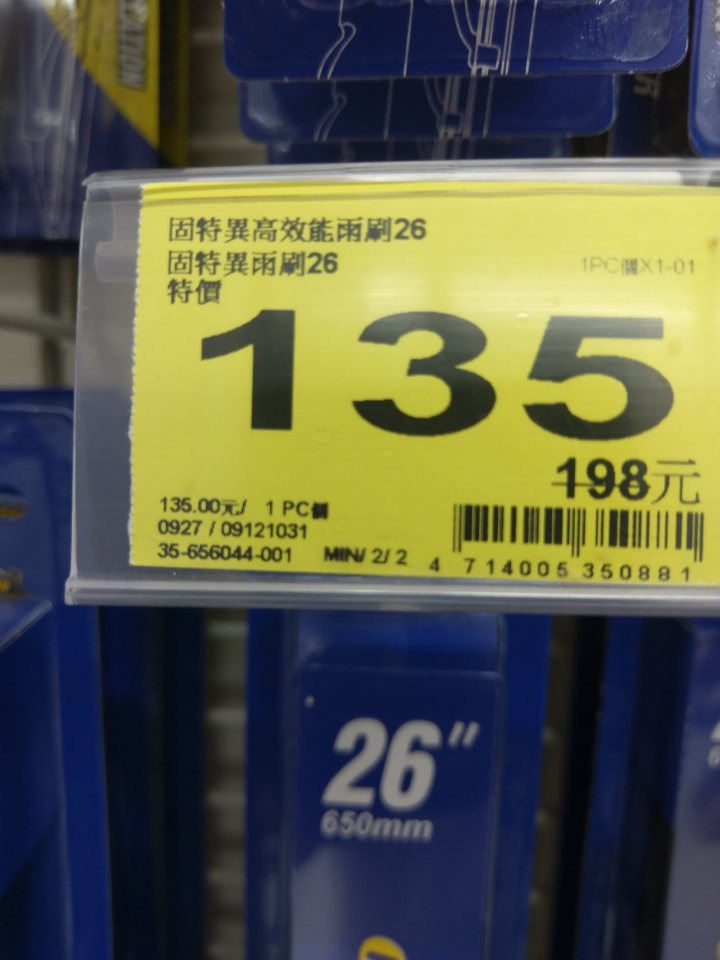 固特異高效能雨刷26
固特異雨刷26
1PC個X1-01
特價
135
198元
135.00元/ 1 PC個
0927 / 09121031
35-656044-001 MIN/ 2/ 2
4 714005 350881
26"
650mm